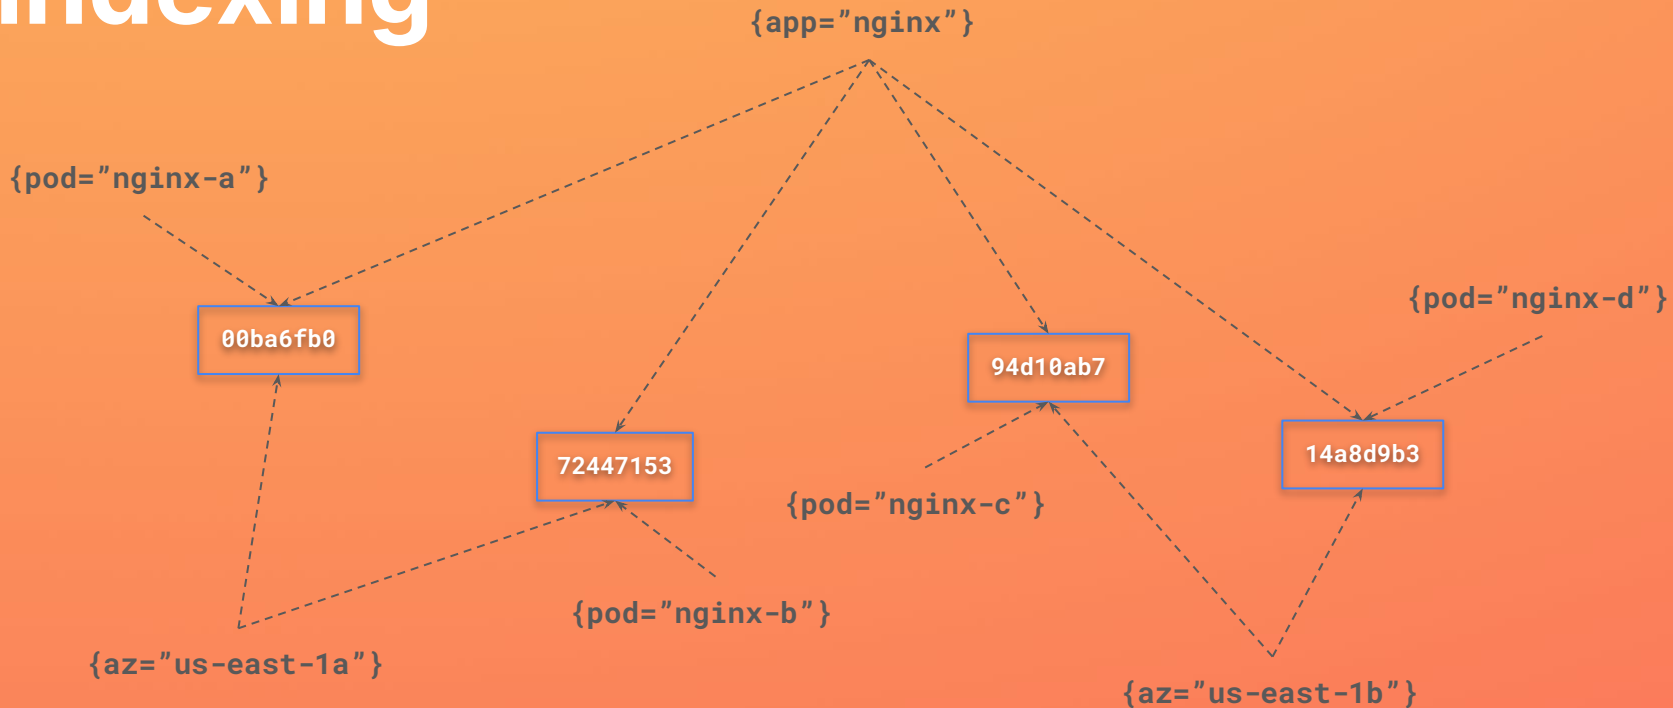 indexing
{app=”nginx”}
{pod=”nginx-a”}
{pod=”nginx-d”}
00ba6fb0
94d10ab7
14a8d9b3
72447153
{pod=”nginx-c”}
{pod=”nginx-b”}
{az=”us-east-1a”}
{az=”us-east-1b”}